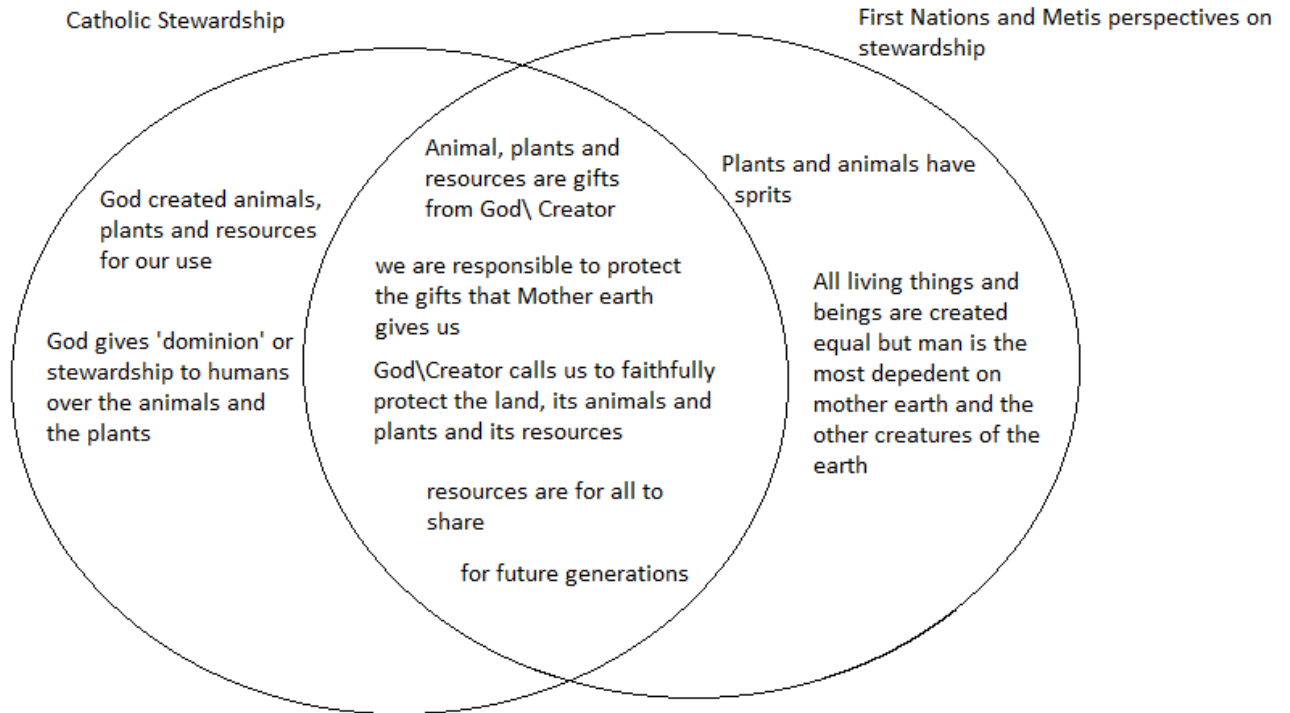 Catholic Stewardship
First Nations and Metis perspectives on
stewardship
God created animals,
plants and resources
for our use
God gives 'dominion' or
stewardship to humans
over the animals and
the plants
Animal, plants and
resources are gifts
from God\ Creator
we are responsible to protect
the gifts that Mother earth
gives us
God\Creator calls us to faithfully
protect the land, its animals and
plants and its resources
resources are for all to
share
for future generations
Plants and animals have
sprits
All living things and
beings are created
equal but man is the
most depedent on
mother earth and the
other creatures of the
earth